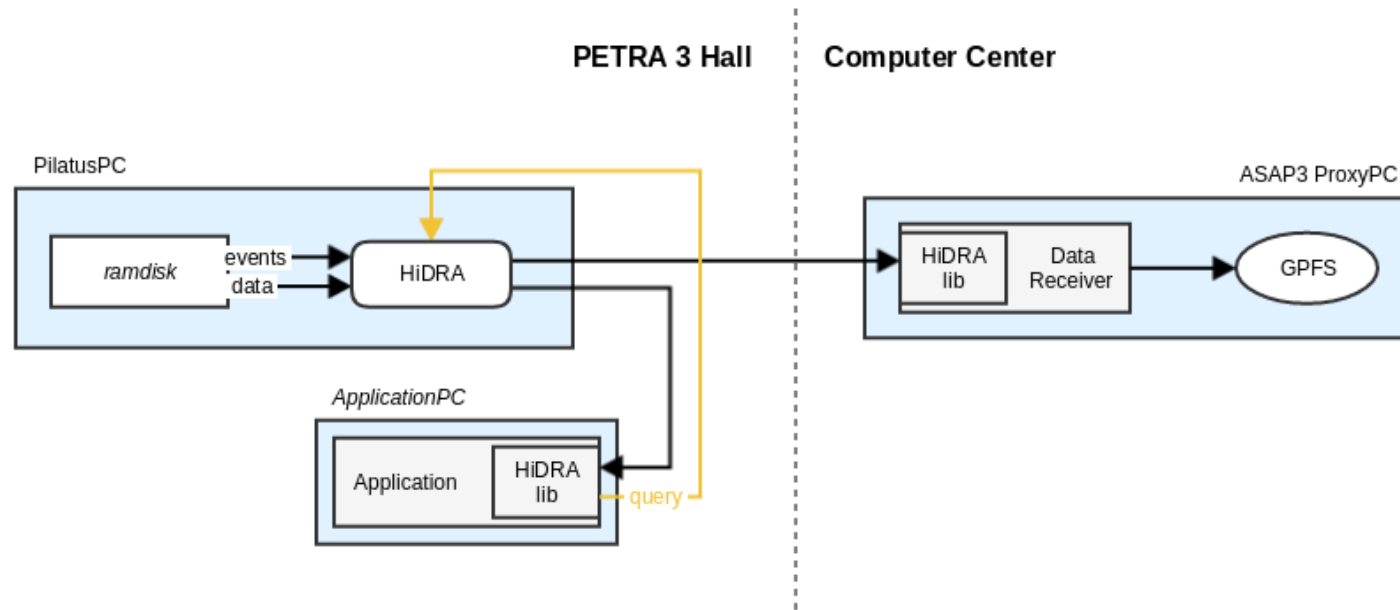 PETRA 3 Hall
Computer Center
PilatusPC
ASAP3 ProxyPC
ramdisk
events
data
HiDRA
HiDRA
lib
Data
Receiver
GPFS
ApplicationPC
Application
HiDRA
lib
query